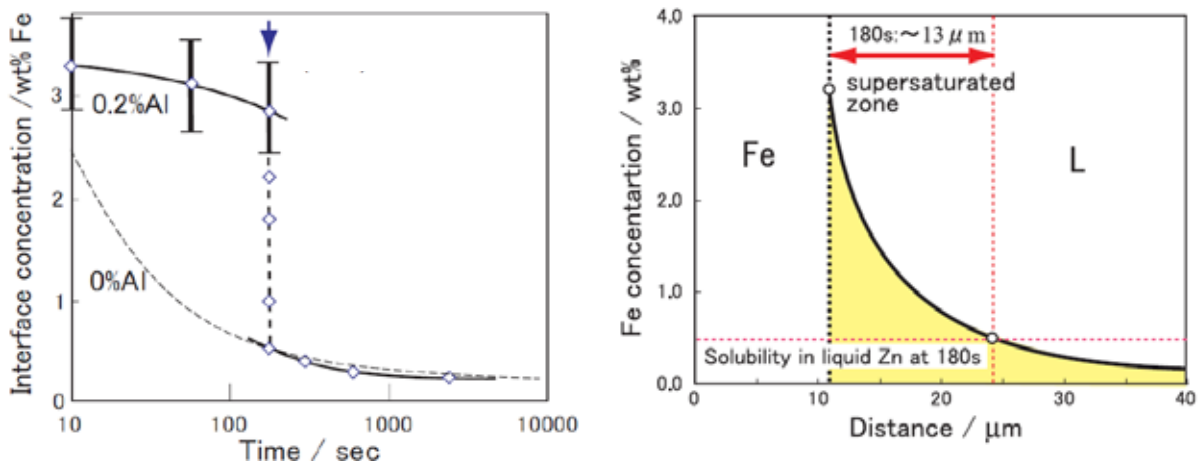 Interface concentration / wt% Fe
3
2
1
0
0.2%Al
0%Al
10
100
1000
10000
Time / sec
Fe concentartion / wt%
4.0
3.0
2.0
1.0
0.0
180s:~13μm
supersaturated
zone
Fe
L
Solubility in liquid Zn at 180s
0
10
20
30
40
Distance / μm